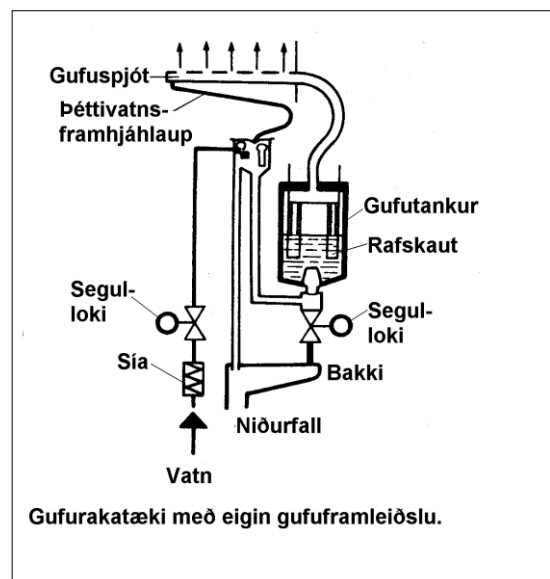 Gufuspjót
Þéttivatns-
framhjáhlaup
Gufutankur
Rafskaut
Segul-
loki
Segul-
loki
Sía
Bakki
Niðurfall
Vatn
Gufurakatæki með eigin gufuframleiðslu.